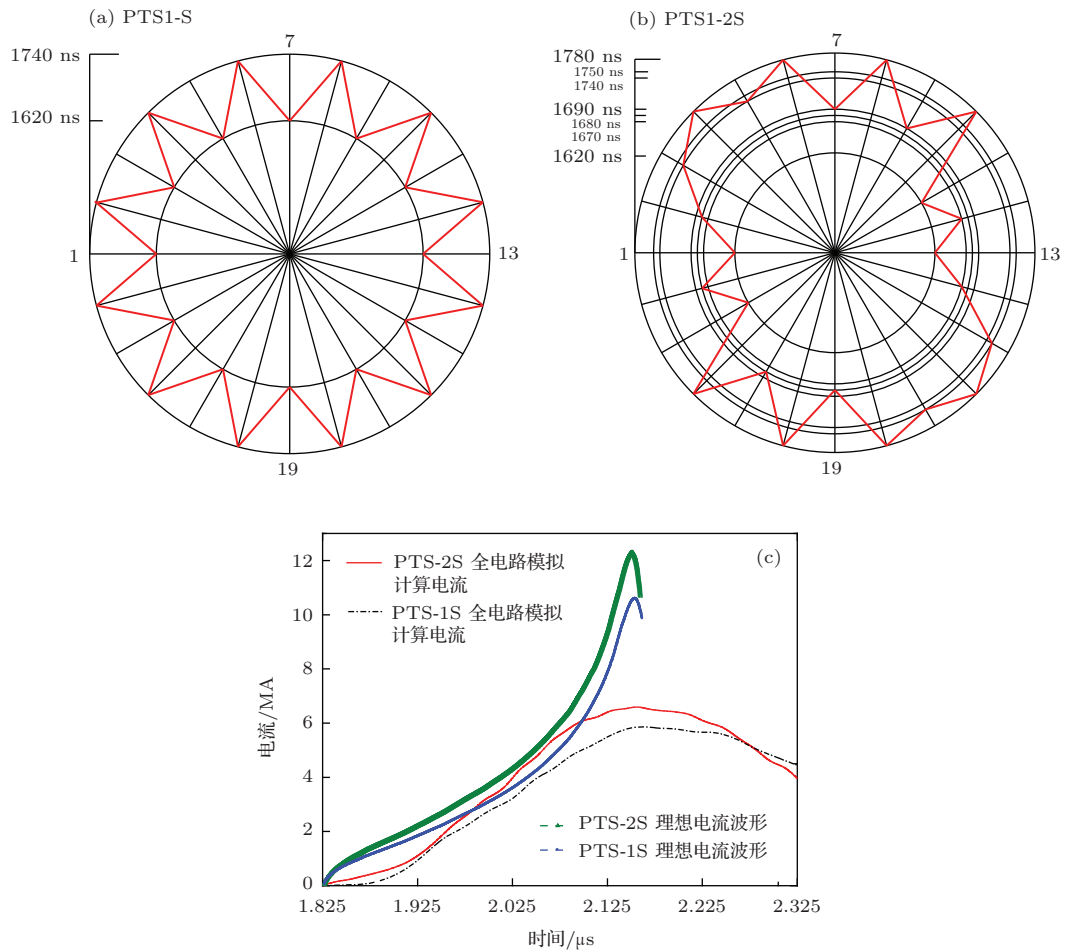 (a) PTS1-S
7
1740 ns
1620 ns
1
13
19
(b) PTS1-2S
7
1780 ns
1750 ns
1740 ns
1690 ns
1680 ns
1670 ns
1620 ns
1
13
19
(c)
PTS-2S 全电路模拟
计算电流
PTS-1S 全电路模拟
计算电流
12
10
8
6
4
2
0
电流/MA
PTS-2S 理想电流波形
PTS-1S 理想电流波形
1.825
1.925
2.025
2.125
2.225
2.325
时间/μs